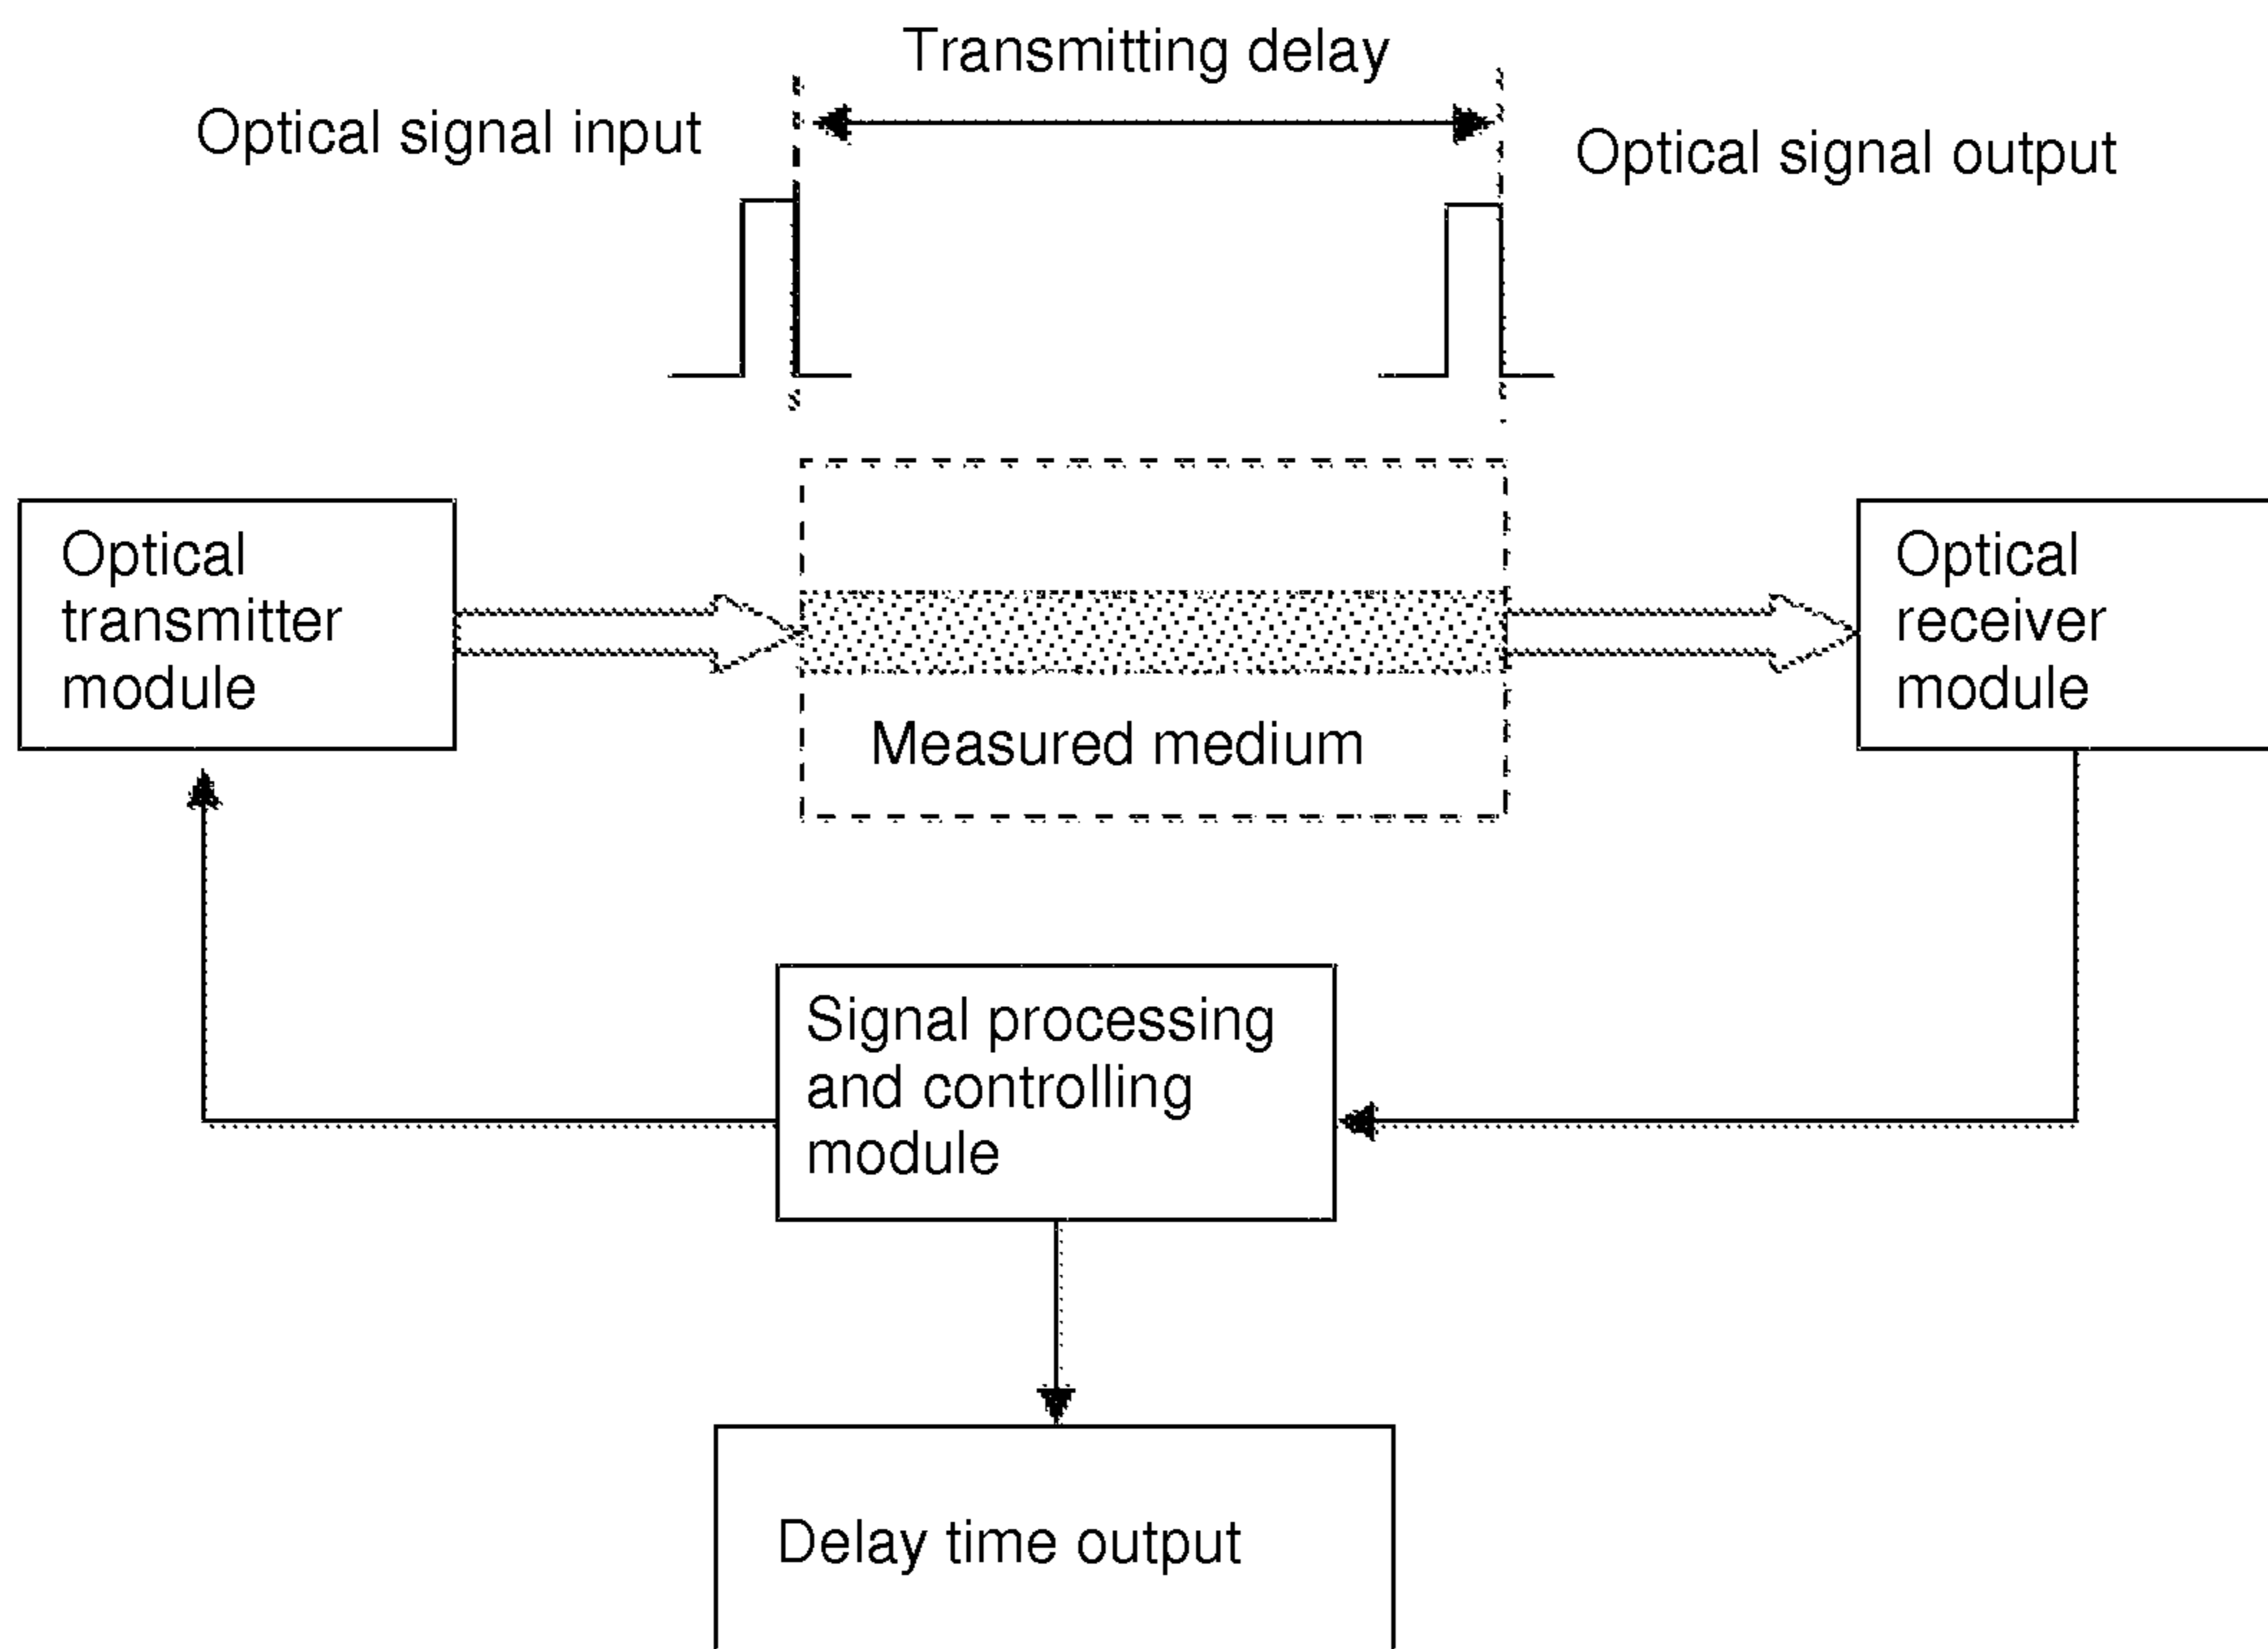 Transmitting delay
Optical signal input
Optical signal output
Optical
transmitter
module
Measured medium
Optical
receiver
module
Signal processing
and controlling
module
Delay time output